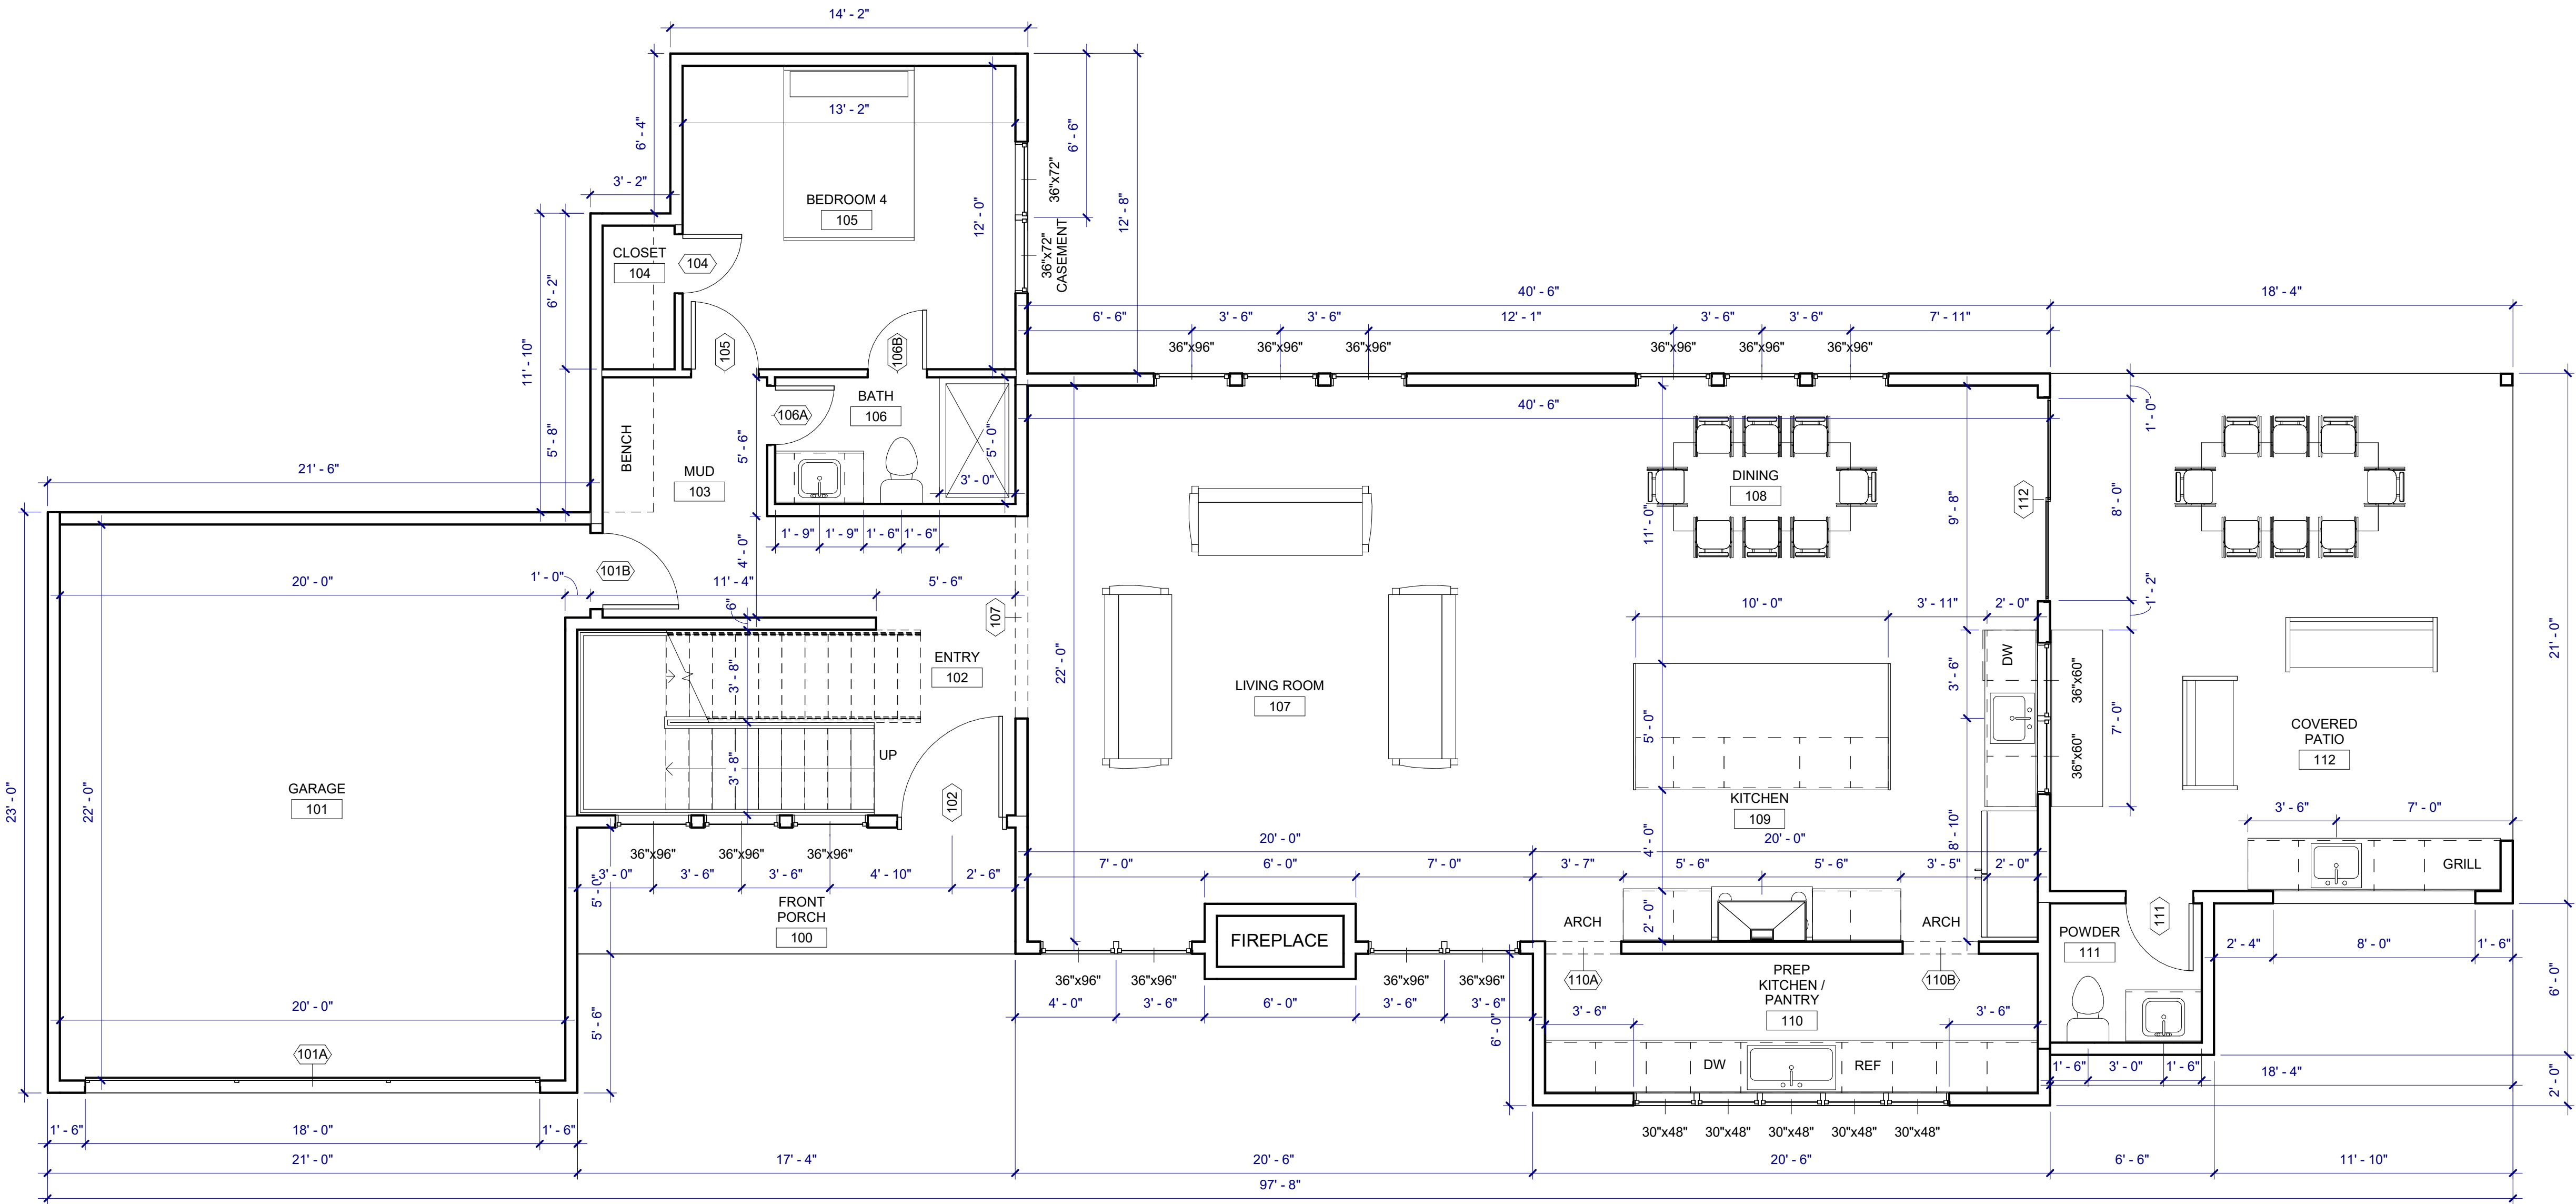 14' - 2"
13' - 2"
6' - 4"
6' - 6"
12' - 8"
36"x72"
36"x72"
CASEMENT
3' - 2"
BEDROOM 4
105
12' - 0"
CLOSET
104
104
6' - 2"
11' - 10"
5' - 8"
105
106B
40' - 6"
18' - 4"
6' - 6"
3' - 6"
3' - 6"
12' - 1"
3' - 6"
3' - 6"
7' - 11"
36"x96"
36"x96"
36"x96"
36"x96"
36"x96"
36"x96"
40' - 6"
BATH
106
106A
5' - 6"
5' - 0"
3' - 0"
BENCH
MUD
103
21' - 6"
1' - 9"
1' - 9"
1' - 6"
1' - 6"
4' - 0"
DINING
108
11' - 0"
9' - 8"
112
1' - 0"
8' - 0"
1' - 2"
21' - 0"
20' - 0"
1' - 0"
101B
11' - 4"
5' - 6"
6"
107
10' - 0"
3' - 11"
2' - 0"
22' - 0"
23' - 0"
22' - 0"
3' - 8"
3' - 8"
UP
ENTRY
102
102
LIVING ROOM
107
5' - 0"
3' - 6"
DW
36"x60"
36"x60"
7' - 0"
COVERED
PATIO
112
GARAGE
101
KITCHEN
109
3' - 6"
7' - 0"
GRILL
36"x96"
36"x96"
36"x96"
3' - 0"
3' - 6"
3' - 6"
4' - 10"
2' - 6"
5' - 0"
20' - 0"
20' - 0"
7' - 0"
6' - 0"
7' - 0"
3' - 7"
5' - 6"
5' - 6"
3' - 5"
2' - 0"
4' - 0"
8' - 10"
2' - 0"
FRONT
PORCH
100
FIREPLACE
ARCH
ARCH
POWDER
111
111
2' - 4"
8' - 0"
1' - 6"
36"x96"
36"x96"
36"x96"
36"x96"
4' - 0"
3' - 6"
6' - 0"
3' - 6"
3' - 6"
110A
110B
PREP
KITCHEN /
PANTRY
110
3' - 6"
3' - 6"
6' - 0"
6' - 0"
20' - 0"
5' - 6"
101A
DW
REF
1' - 6"
3' - 0"
1' - 6"
18' - 4"
2' - 0"
30"x48"
30"x48"
30"x48"
30"x48"
30"x48"
1' - 6"
18' - 0"
1' - 6"
21' - 0"
17' - 4"
20' - 6"
20' - 6"
6' - 6"
11' - 10"
97' - 8"